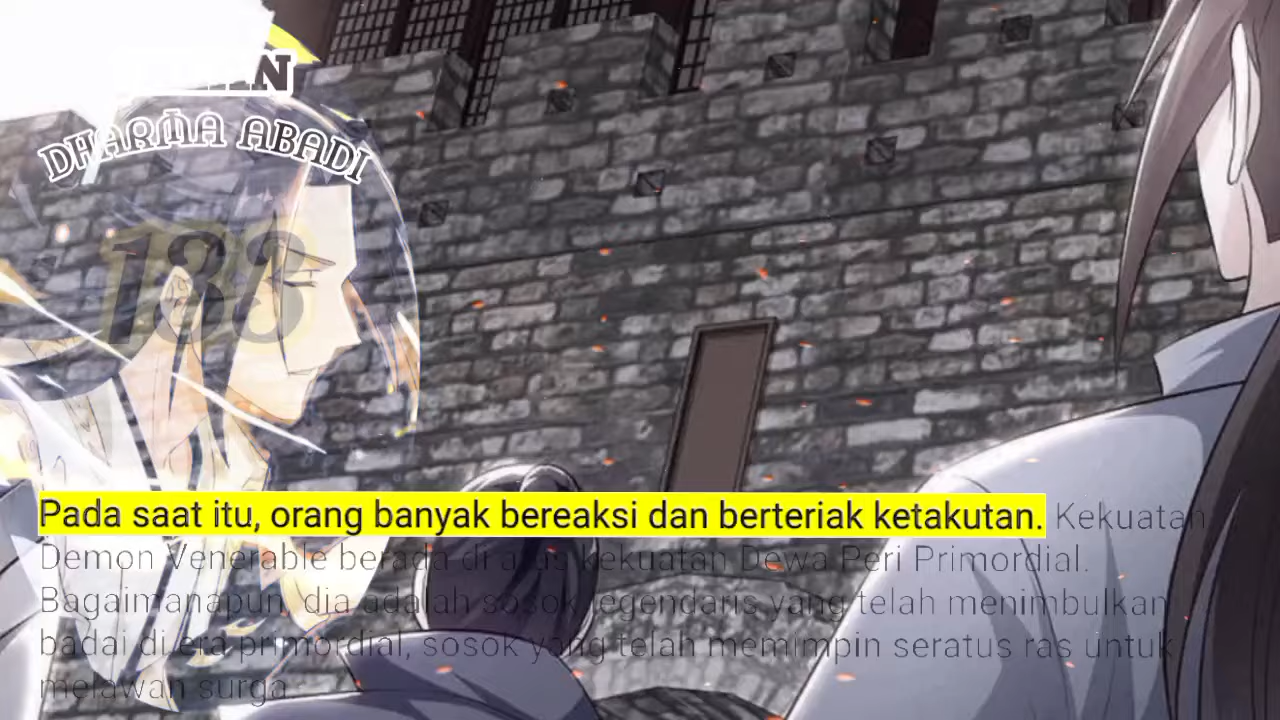 DHARMA ABADI
133
Pada saat itu, orang banyak bereaksi dan berteriak ketakutan. Kekuatan
Demon Venerable berada di atas kekuatan Dewa Peri Primordial.
Bagaimanapun, dia adalah sosok legendaris yang telah menimbulkan
badai di era primordial, sosok yang telah memimpin seratus ras untuk
melawan surga.